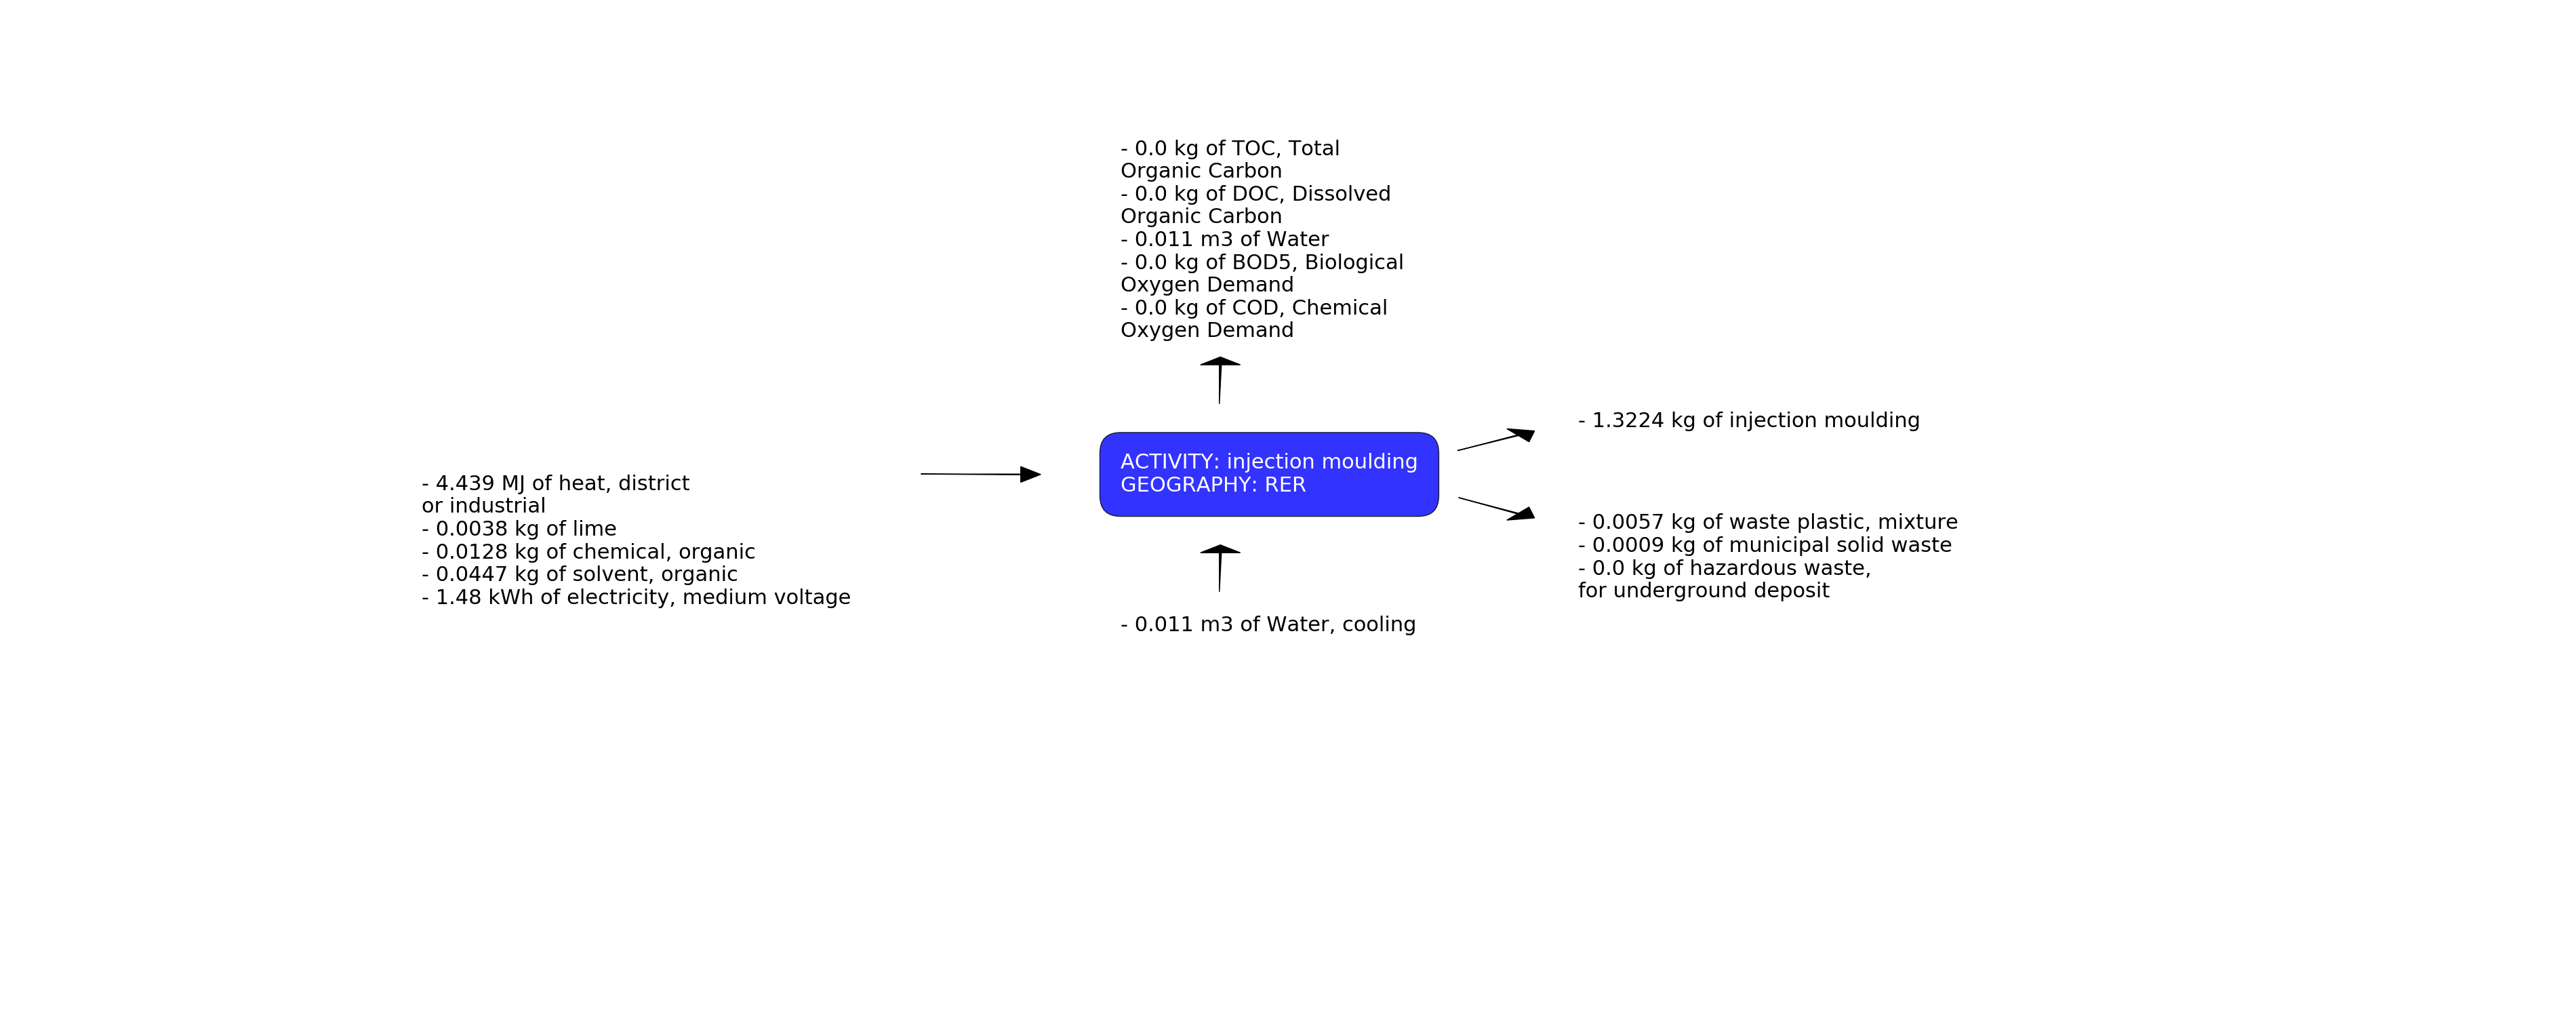 - 0.0 kg of TOC, Total
Organic Carbon
- 0.0 kg of DOC, Dissolved
Organic Carbon
- 0.011 m3 of Water
- 0.0 kg of BOD5, Biological
Oxygen Demand
- 0.0 kg of COD, Chemical
Oxygen Demand
- 4.439 MJ of heat, district
or industrial
- 0.0038 kg of lime
- 0.0128 kg of chemical, organic
- 0.0447 kg of solvent, organic
- 1.48 kWh of electricity, medium voltage
ACTIVITY: injection moulding
GEOGRAPHY: RER
- 1.3224 kg of injection moulding
- 0.0057 kg of waste plastic, mixture
- 0.0009 kg of municipal solid waste
- 0.0 kg of hazardous waste,
for underground deposit
- 0.011 m3 of Water, cooling